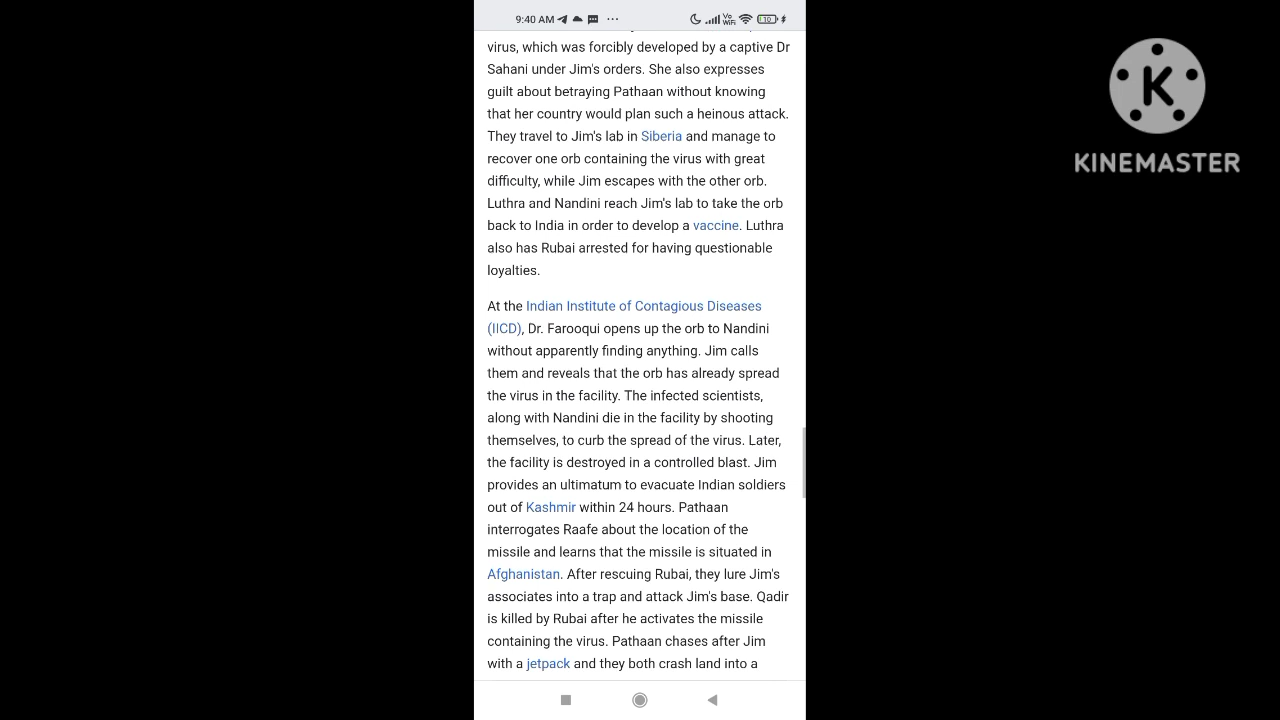 9:40 AM
Vo
WiFi
10
virus, which was forcibly developed by a captive Dr
Sahani under Jim's orders. She also expresses
guilt about betraying Pathaan without knowing
that her country would plan such a heinous attack.
They travel to Jim's lab in Siberia and manage to
recover one orb containing the virus with great
difficulty, while Jim escapes with the other orb.
Luthra and Nandini reach Jim's lab to take the orb
back to India in order to develop a vaccine. Luthra
also has Rubai arrested for having questionable
loyalties.
At the Indian Institute of Contagious Diseases
(IICD), Dr. Farooqui opens up the orb to Nandini
without apparently finding anything. Jim calls
them and reveals that the orb has already spread
the virus in the facility. The infected scientists,
along with Nandini die in the facility by shooting
themselves, to curb the spread of the virus. Later,
the facility is destroyed in a controlled blast. Jim
provides an ultimatum to evacuate Indian soldiers
out of Kashmir within 24 hours. Pathaan
interrogates Raafe about the location of the
missile and learns that the missile is situated in
Afghanistan. After rescuing Rubai, they lure Jim's
associates into a trap and attack Jim's base. Qadir
is killed by Rubai after he activates the missile
containing the virus. Pathaan chases after Jim
with a jetpack and they both crash land into a
K
KINEMASTER